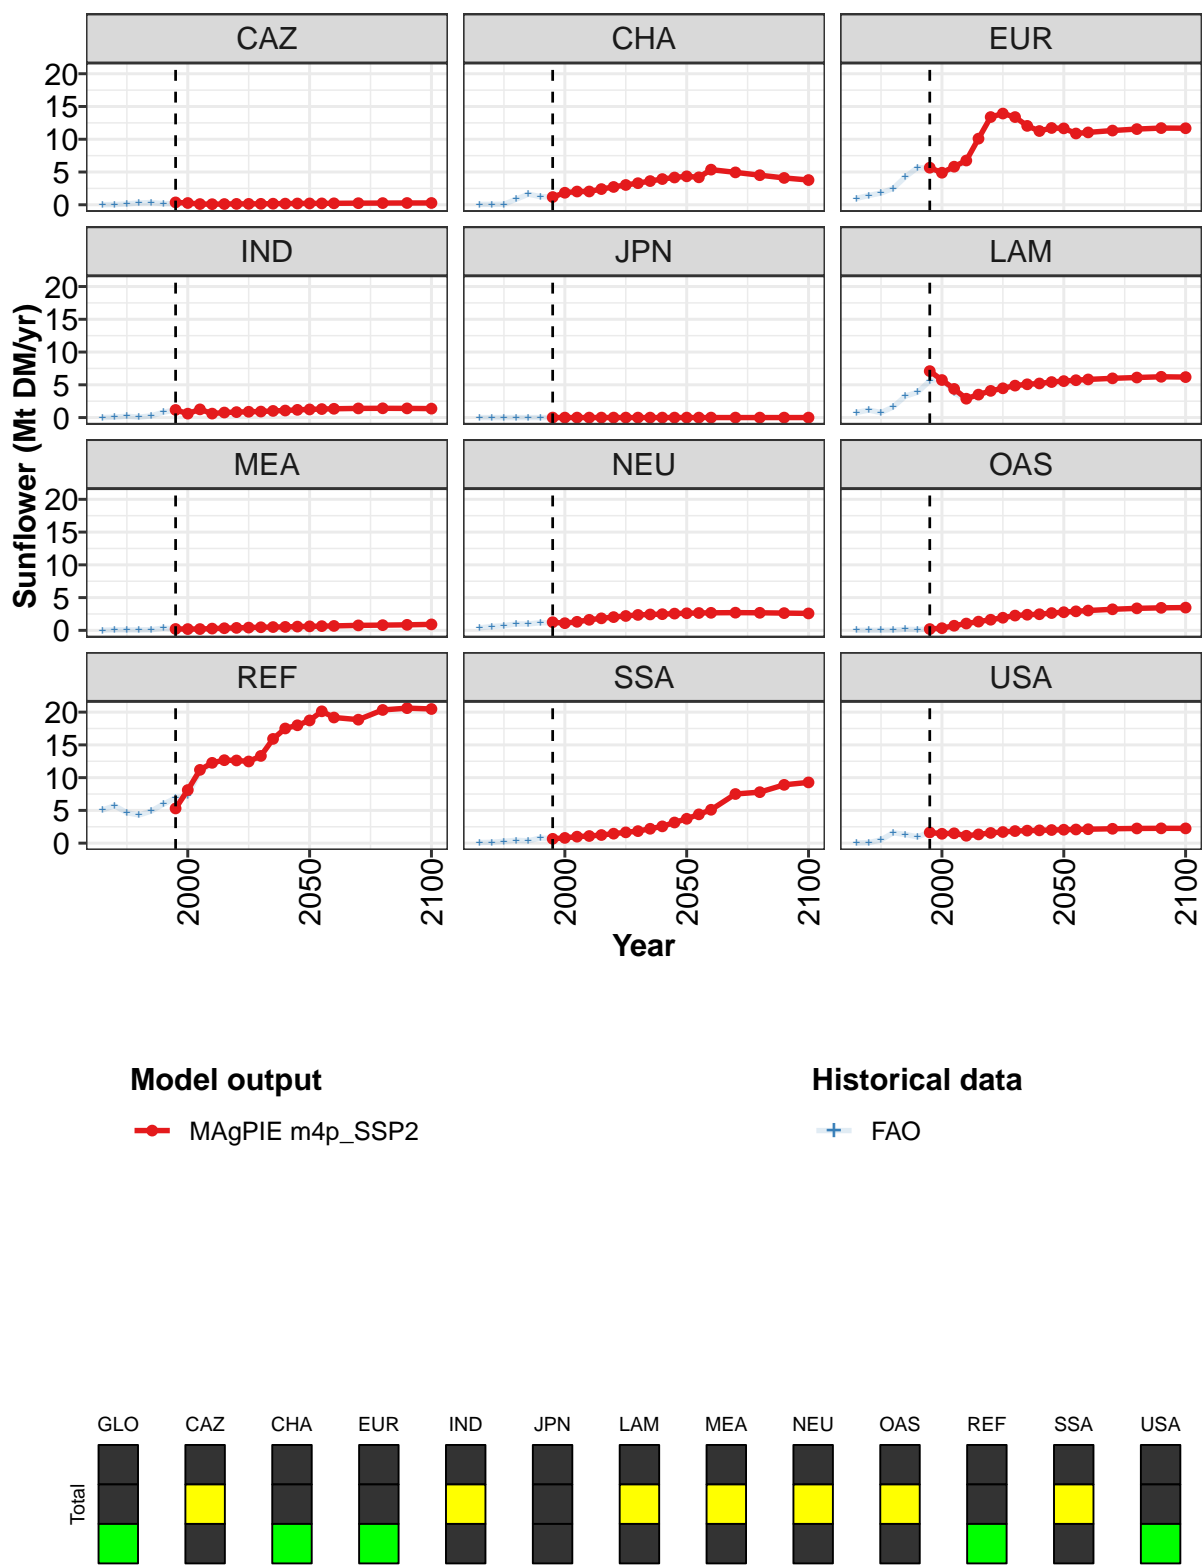 CAZ CHA EUR
20
15
10
5
0
IND JPN LAM
20
15
10
5
0
MEA NEU OAS
20
15
10
5
0
REF SSA USA
20
15
10
5
0
Sunflower (Mt DM/yr)
2000 2050 2100 2000 2050 2100 2000 2050 2100
Year
Model output Historical data
MAgPIE m4p_SSP2 FAO
GLO CAZ CHA EUR IND JPN LAM MEA NEU OAS REF SSA USA
Total